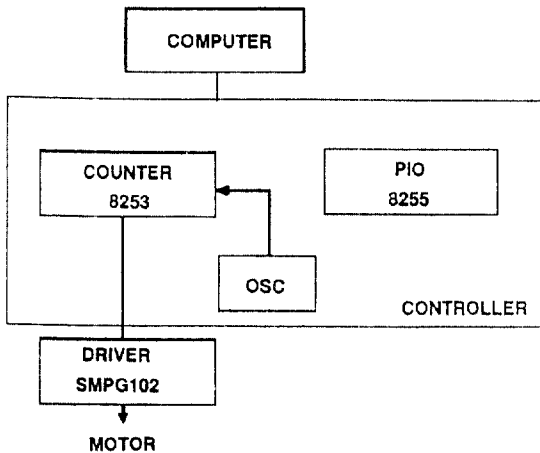 COMPUTER
COUNTER
8253
PIO
8255
OSC
CONTROLLER
DRIVER
SMPG102
MOTOR